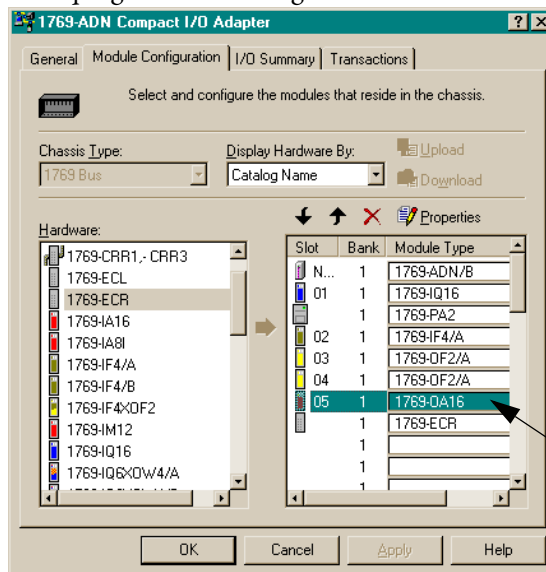 1769-ADN Compact I/O Adapter
General Module Configuration I/O Summary Transactions
Select and configure the modules that reside in the chassis.
Chassis Type: Display Hardware By: Upload
1769 Bus Catalog Name Download
Properties
Hardware:
1769-CRR1,- CRR3
1769-ECL
1769-ECR
1769-IA16
1769-IA8I
1769-IF4/A
1769-IF4/B
1769-IF4XOF2
1769-IM12
1769-IQ16
1769-IQ6XOW4/A
Slot Bank Module Type
N... 1 1769-ADN/B
01 1 1769-IQ16
1 1769-PA2
02 1 1769-IF4/A
03 1 1769-OF2/A
04 1 1769-OF2/A
05 1 1769-OA16
1 1769-ECR
1
1
1
OK Cancel Apply Help